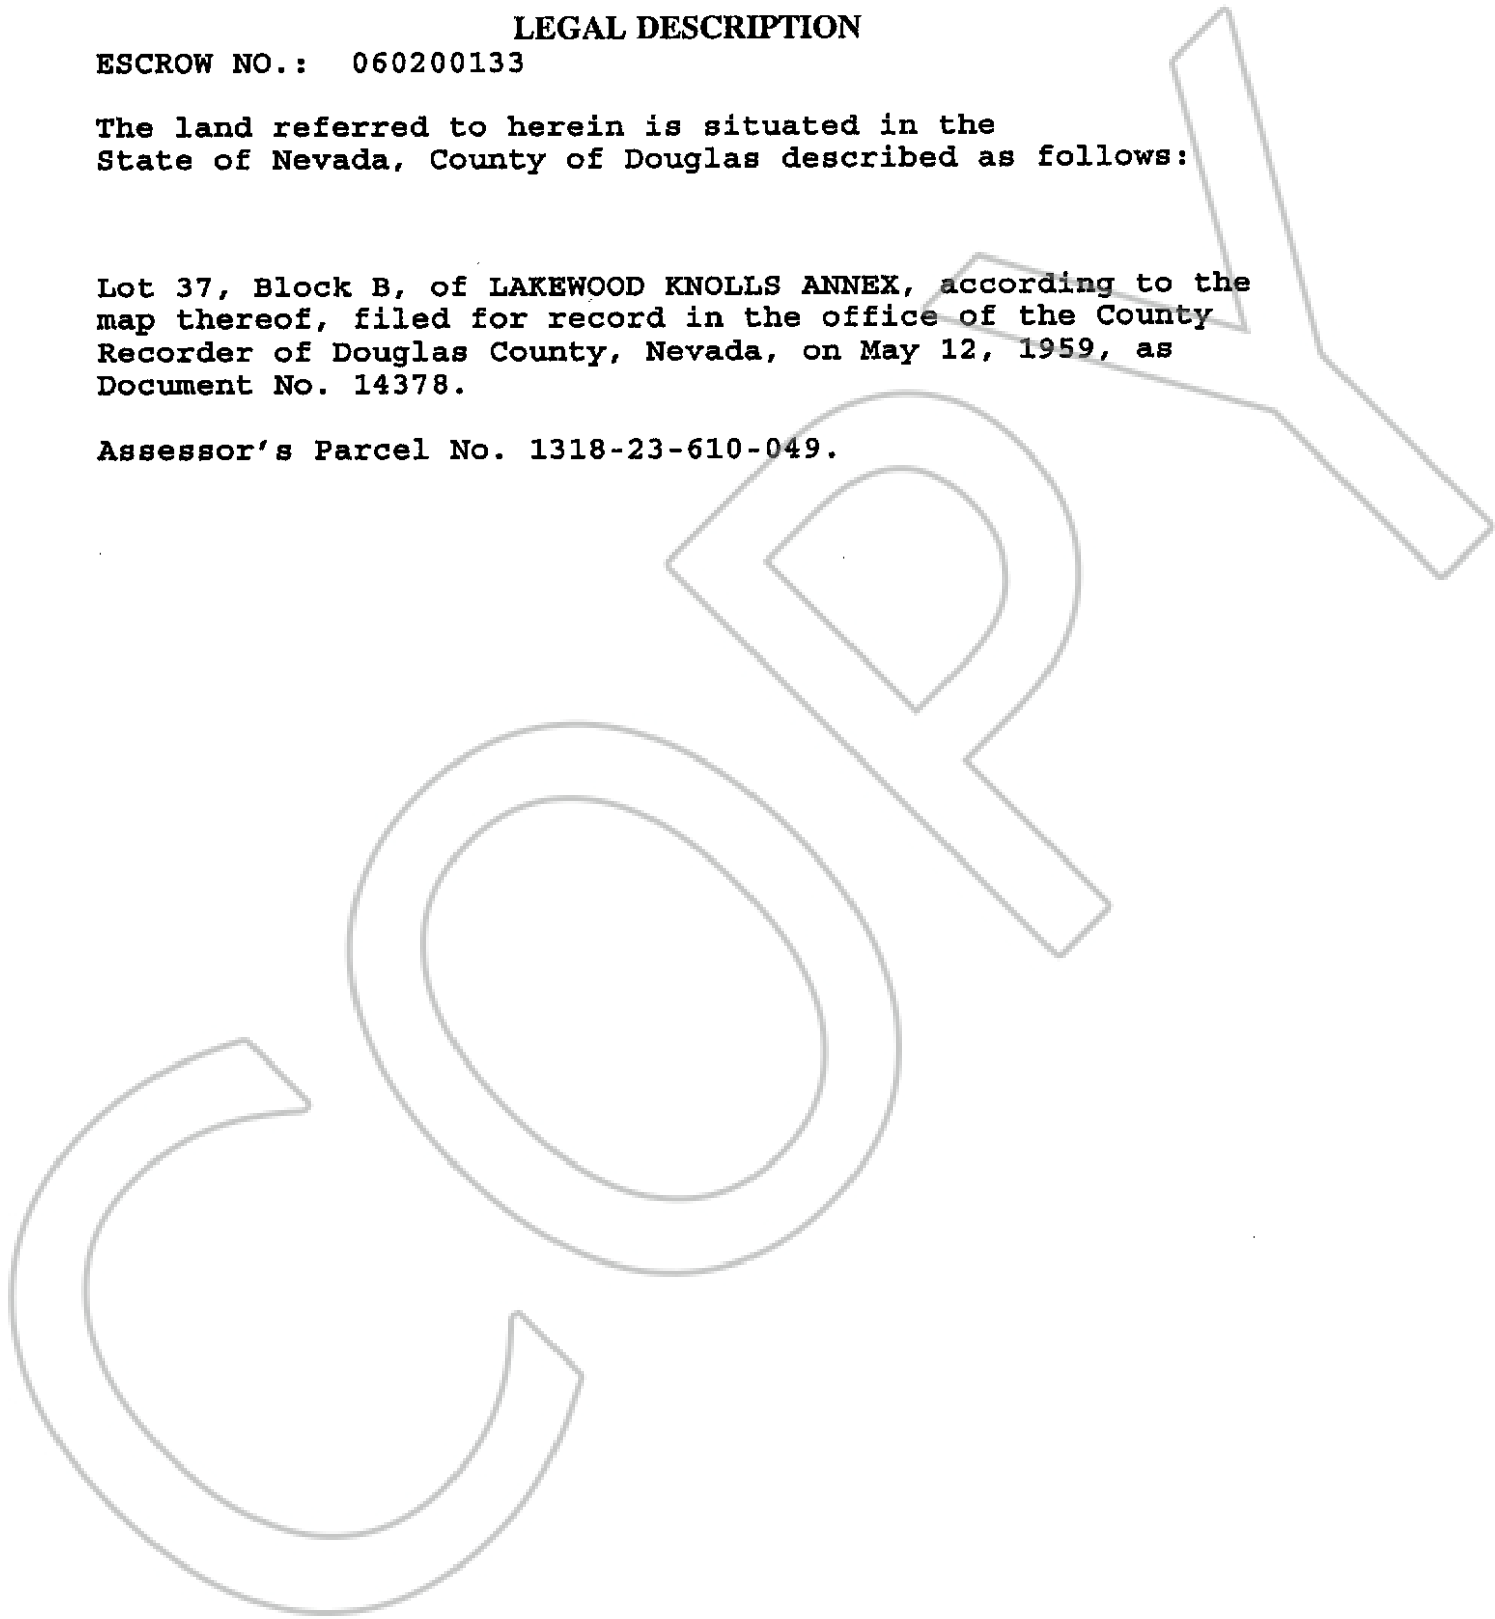 LEGAL DESCRIPTION
ESCROW NO.: 060200133
The land referred to herein is situated in the
State of Nevada, County of Douglas described as follows:
Lot 37, Block B, of LAKEWOOD KNOLLS ANNEX, according to the
map thereof, filed for record in the office of the County
Recorder of Douglas County, Nevada, on May 12, 1959, as
Document No. 14378.
Assessor's Parcel No. 1318-23-610-049.
COPY